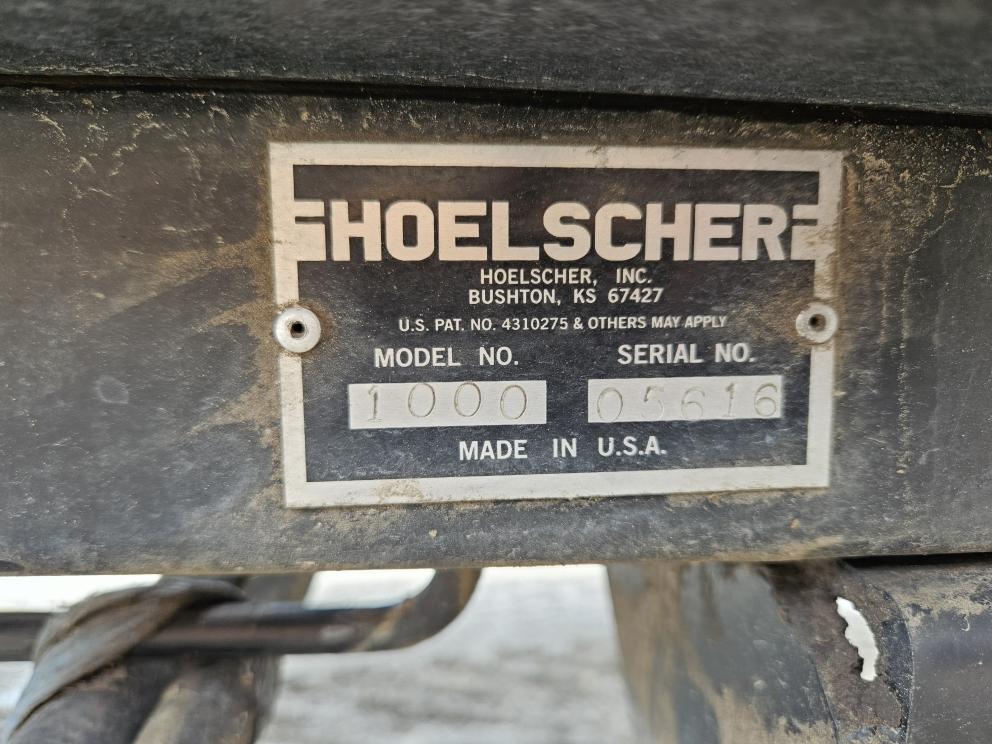 HOELSCHER
HOELSCHER, INC.
BUSHTON, KS 67427
U.S. PAT. NO. 4310275 & OTHERS MAY APPLY
MODEL NO. SERIAL NO.
1000 05616
MADE IN U.S.A.